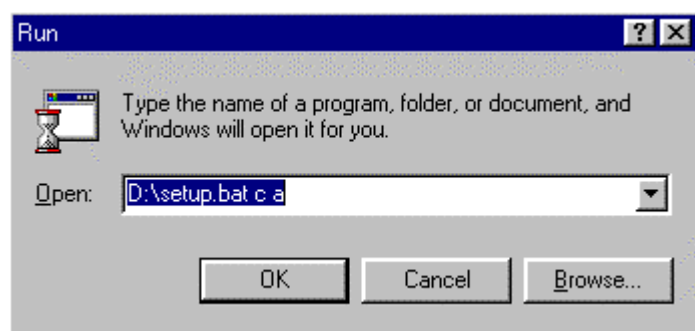 Run
Type the name of a program, folder, or document, and
Windows will open it for you.
Open: D:\setup.bat c a
OK Cancel Browse...